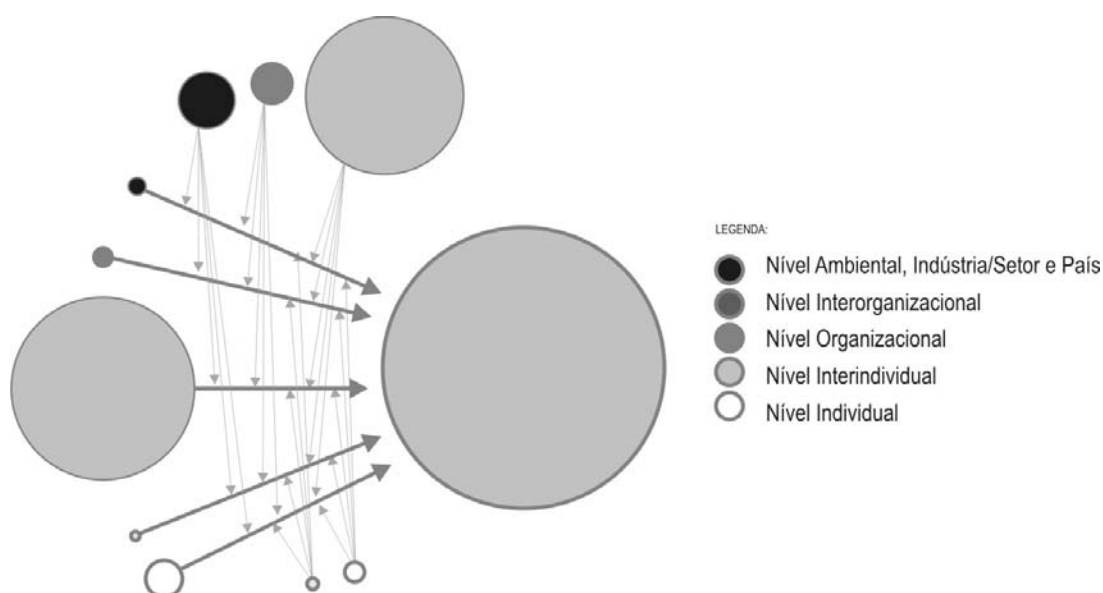 LEGENDA:
Nível Ambiental, Indústria/Setor e País
Nível Interorganizacional
Nível Organizacional
Nível Interindividual
Nível Individual